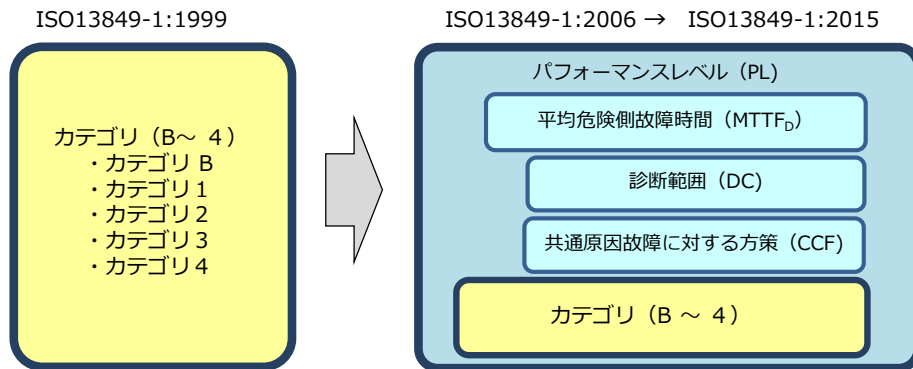 ISO13849-1:1999
カテゴリ（B～ 4）
・カテゴリ B
・カテゴリ 1
・カテゴリ 2
・カテゴリ 3
・カテゴリ 4
ISO13849-1:2006 → ISO13849-1:2015
パフォーマンスレベル（PL)
平均危険側故障時間（MTTFD）
診断範囲（DC)
共通原因故障に対する方策（CCF)
カテゴリ（B ～ 4）